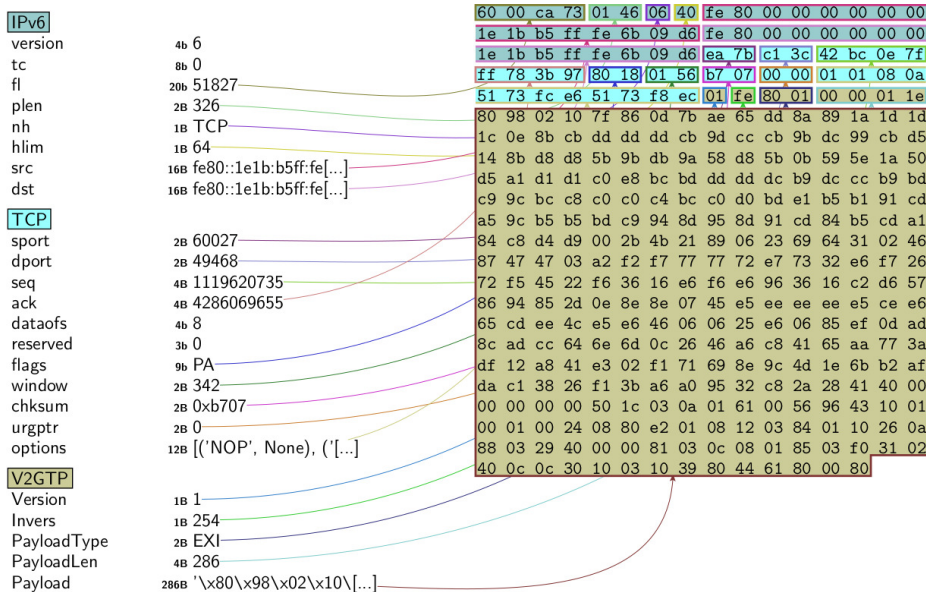 IPv6
version 4b 6
tc 8b 0
fl 20b 51827
plen 2B 326
nh 1B TCP
hlim 1B 64
src 16B fe80::1e1b:b5ff:fe[...]
dst 16B fe80::1e1b:b5ff:fe[...]
TCP
sport 2B 60027
dport 2B 49468
seq 4B 1119620735
ack 4B 4286069655
dataofs 4b 8
reserved 3b 0
flags 9b PA
window 2B 342
chksum 2B 0xb707
urgptr 2B 0
options 12B [('NOP', None), ('[...]
V2GTP
Version 1B 1
Invers 1B 254
PayloadType 2B EXI
PayloadLen 4B 286
Payload 286B '\x80\x98\x02\x10\[...]
60 00 ca 73 01 46 06 40 fe 80 00 00 00 00 00 00
1e 1b b5 ff fe 6b 09 d6 fe 80 00 00 00 00 00 00
1e 1b b5 ff fe 6b 09 d6 ea 7b c1 3c 42 bc 0e 7f
ff 78 3b 97 80 18 01 56 b7 07 00 00 01 01 08 0a
51 73 fc e6 51 73 f8 ec 01 fe 80 01 00 00 01 1e
80 98 02 10 7f 86 0d 7b ae 65 dd 8a 89 1a 1d 1d
1c 0e 8b cb dd dd dd cb 9d cc cb 9b dc 99 cb d5
14 8b d8 d5 5b 9b db 9a 58 d8 5b 0b 59 5e 1a 50
d5 a1 d1 d1 c0 e8 bc bd dd dd dc b9 dc cc b9 bd
c9 9c bc c8 c0 c0 c4 bc c0 d0 bd e1 b5 b1 91 cd
a5 9c b5 b5 bd c9 94 8d 95 8d 91 cd 84 b5 cd a1
84 c8 d4 d9 00 2b 4b 21 89 06 23 69 64 31 02 46
87 47 47 03 a2 f2 f7 77 77 72 e7 73 32 e6 f7 26
72 f5 45 22 f6 36 16 e6 f6 e6 96 36 16 c2 d6 57
86 94 85 2d 0e 8e 8e 07 45 e5 ee ee ee e5 ce e6
65 cd ee 4c e5 e6 46 06 06 25 e6 06 85 ef 0d ad
8c ad cc 64 6e 6d 0c 26 46 a6 c8 41 65 aa 77 3a
df 12 a8 41 e3 02 f1 71 69 8e 9c 4d 1e 6b b2 af
da c1 38 26 f1 3b a6 a0 95 32 c8 2a 28 41 40 00
00 00 00 00 50 1c 03 0a 01 61 00 56 96 43 10 01
00 01 00 24 08 80 e2 01 08 12 03 84 01 10 26 0a
88 03 29 40 00 00 81 03 0c 08 01 85 03 f0 31 02
40 0c 0c 30 10 03 10 39 80 44 61 80 00 80